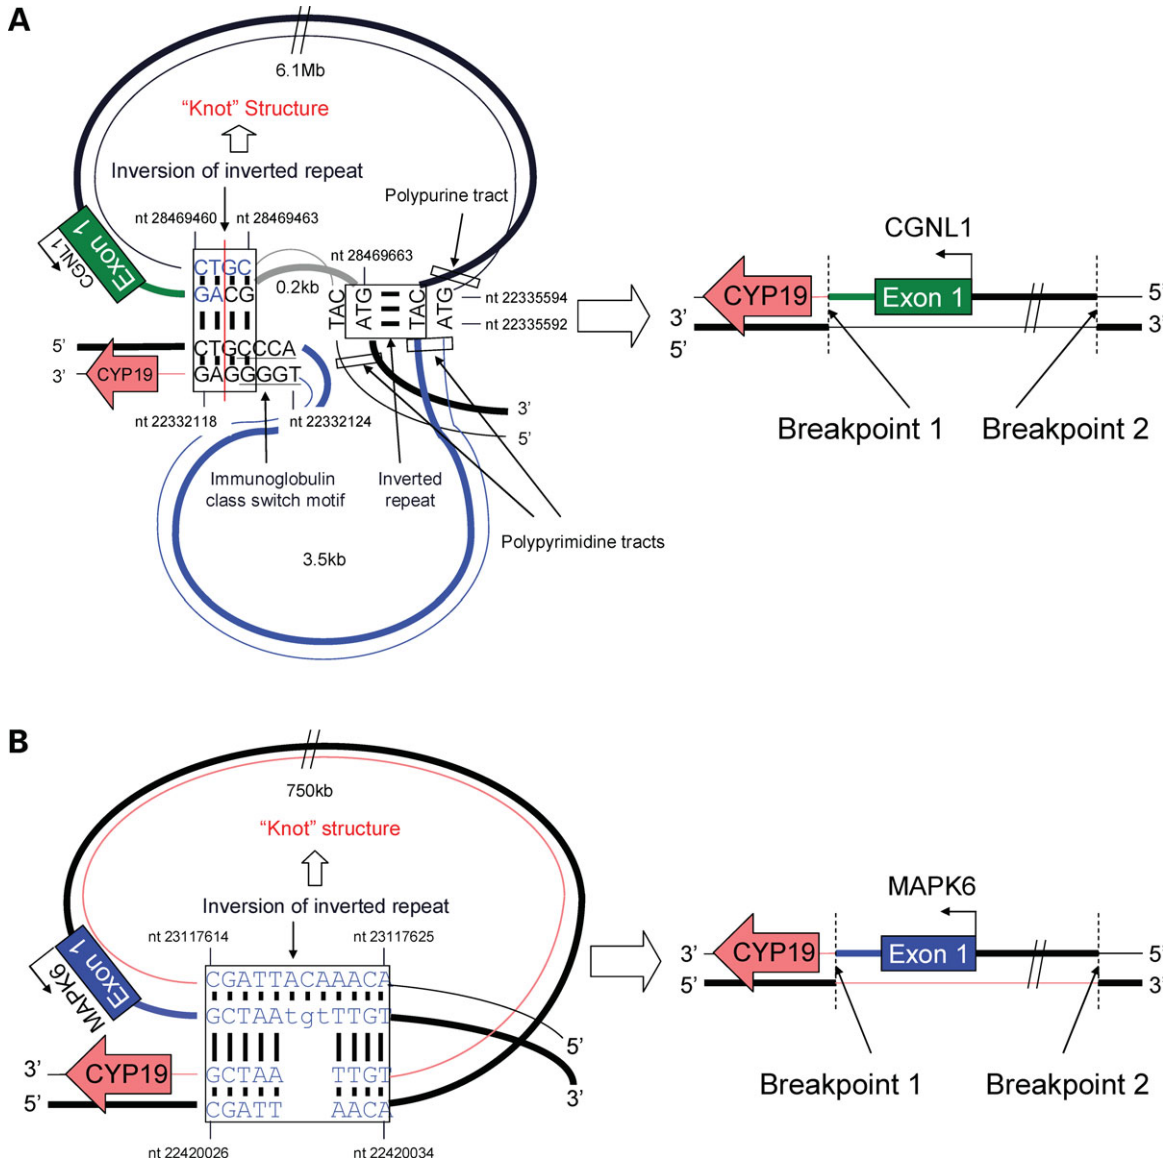 A
6.1Mb
“Knot” Structure
Inversion of inverted repeat
Polypurine tract
nt 28469460
nt 28469463
Exon 1
CGNL1
CTGC
GACG
0.2kb
nt 28469663
TAC
ATG
TAC
ATG
nt 22335594
nt 22335592
5’
3’
CYP19
CTGCCCA
GAGGGGT
nt 22332118
nt 22332124
3’
5’
Immunoglobulin
class switch motif
Inverted
repeat
Polypyrimidine tracts
3.5kb
CGNL1
CYP19
Exon 1
3’
5’
5’
3’
Breakpoint 1
Breakpoint 2
B
750kb
“Knot” structure
Inversion of inverted repeat
nt 23117614
nt 23117625
Exon 1
MAPK6
CGATTACAAACA
GCTAAtgtTTGT
3’
5’
CYP19
GCTAA TTGT
CGATT AACA
5’
3’
nt 22420026
nt 22420034
MAPK6
3’
5’
CYP19
Exon 1
5’
3’
Breakpoint 1
Breakpoint 2